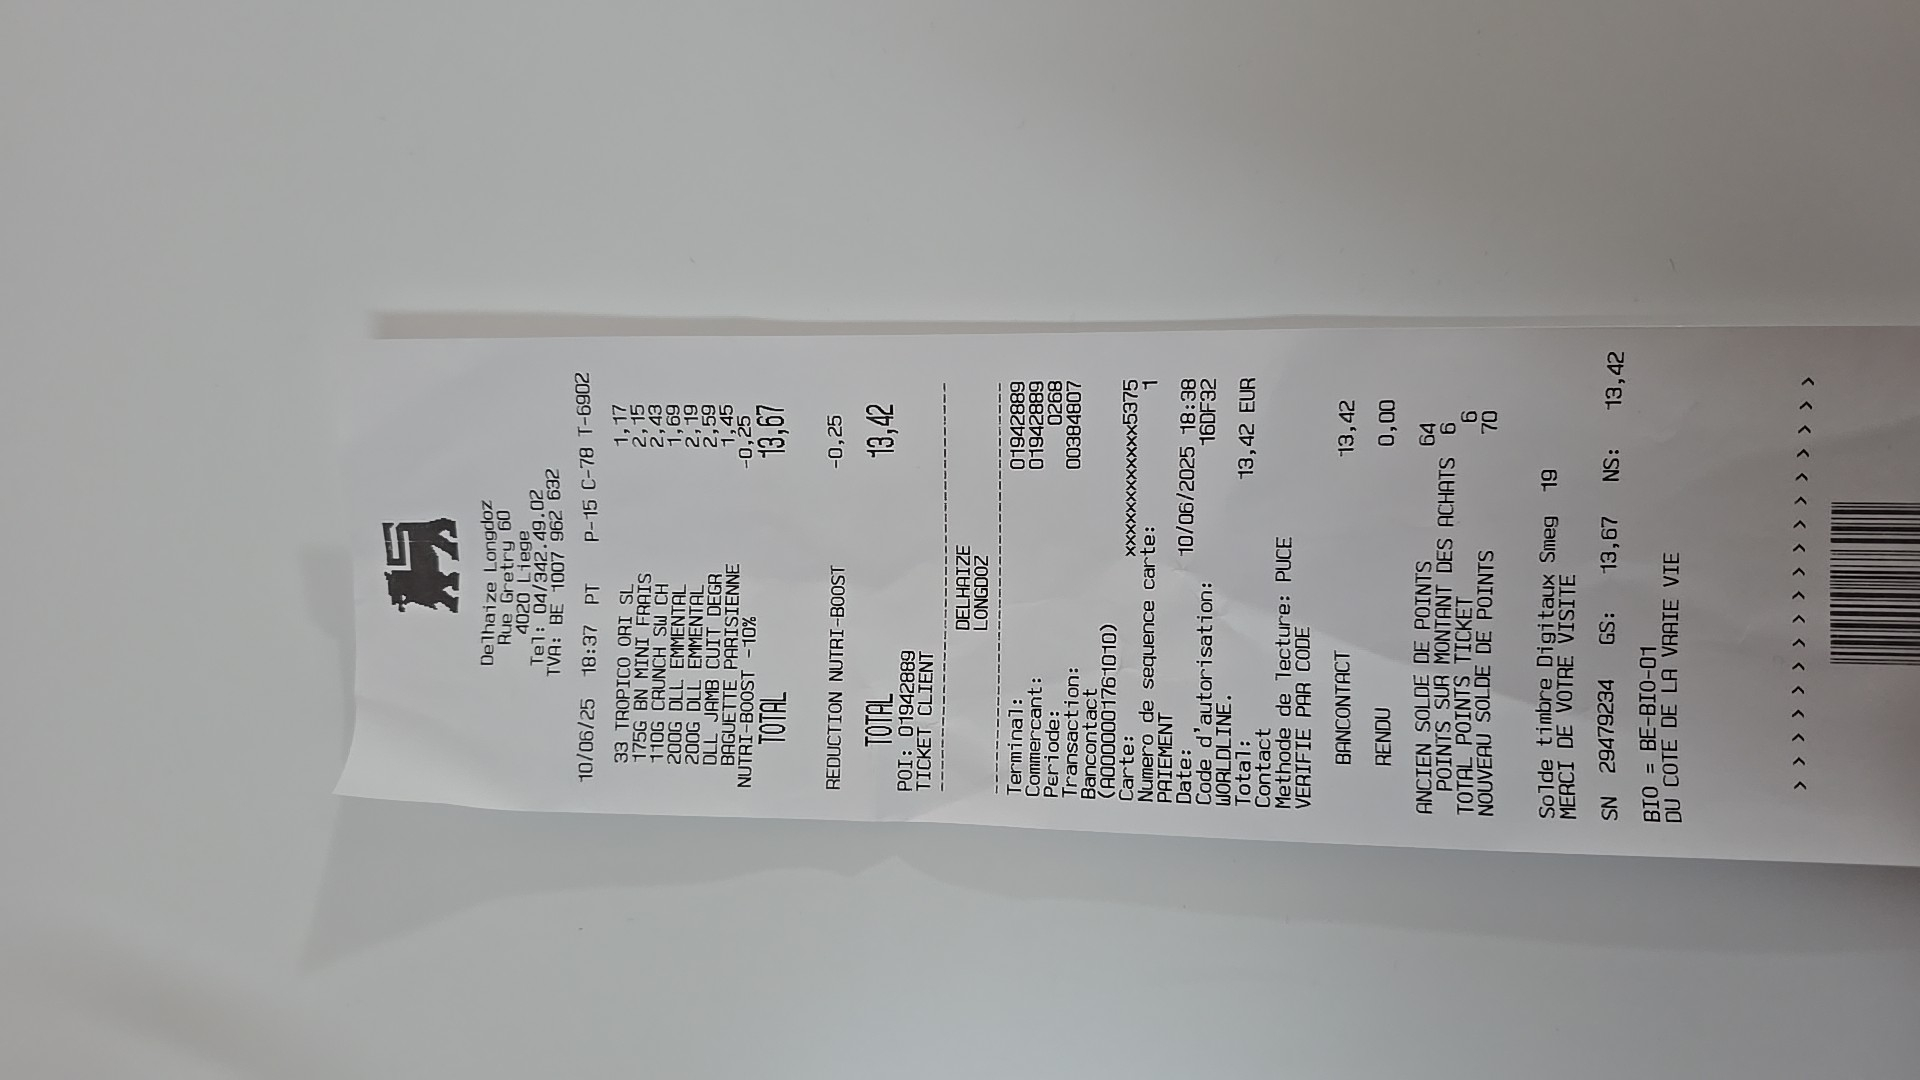 Delhaize Longdoz
Rue Gretry 60
4020 Liege
Tel: 04/342.49.02
TVA: BE 1007 962 632
10/06/25 18:37 PT P-15 C-78 T-6902
33 TROPICO ORI SL 1,17
175G BN MINI FRAIS 2,15
110G CRUNCH SW CH 2,43
200G DLL EMMENTAL 1,69
200G DLL EMMENTAL 2,19
DLL JAMB CUIT DEGR 2,59
BAGUETTE PARISIENNE 1,45
NUTRI-BOOST -10% -0,25
TOTAL 13,67
REDUCTION NUTRI-BOOST -0,25
TOTAL 13,42
POI: 01942889
TICKET CLIENT
DELHAIZE
LONGDOZ
Terminal: 01942889
Commercant: 01942889
Periode: 0268
Transaction: 00384807
Bancontact
(A0000001761010)
Carte: xxxxxxxxxxxxx5375
Numero de sequence carte: 1
PAIEMENT
Date: 10/06/2025 18:38
Code d'autorisation: 16DF32
WORLDLINE.
Total: 13,42 EUR
Contact
Methode de lecture: PUCE
VERIFIE PAR CODE
BANCONTACT 13,42
RENDU 0,00
ANCIEN SOLDE DE POINTS 64
POINTS SUR MONTANT DES ACHATS 6
TOTAL POINTS TICKET 6
NOUVEAU SOLDE DE POINTS 70
Solde timbre Digitaux Smeg 19
MERCI DE VOTRE VISITE
SN 29479234 GS: 13,67 NS: 13,42
BIO = BE-BIO-01
DU COTE DE LA VRAIE VIE